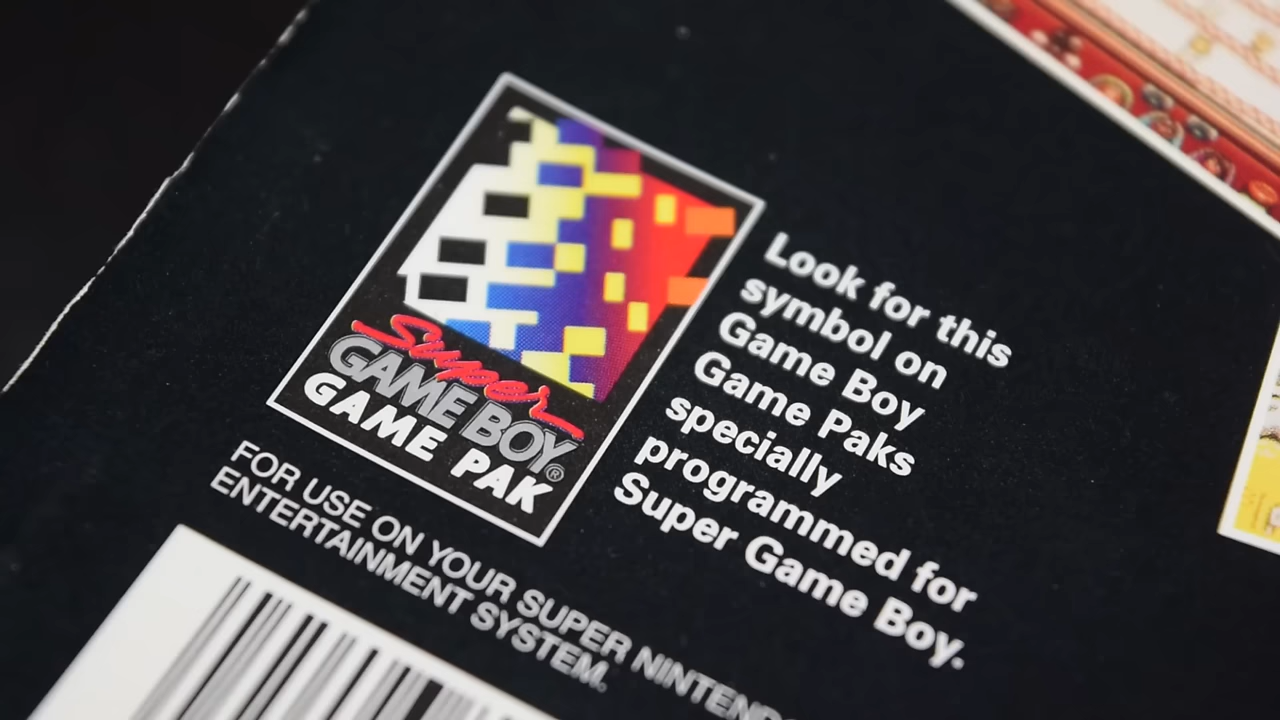 Super
GAME BOY®
GAME PAK
Look for this
symbol on
Game Boy
Game Paks
specially
programmed for
Super Game Boy.
FOR USE ON YOUR SUPER NINTENDO
ENTERTAINMENT SYSTEM.